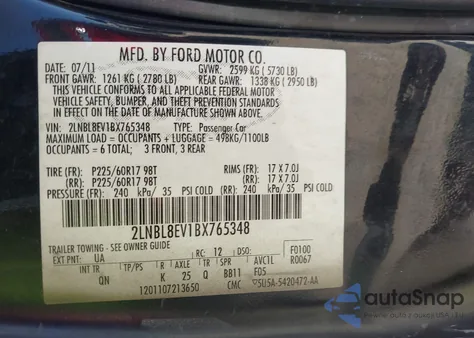 MFD. BY FORD MOTOR CO.
DATE: 07/11 GVWR: 2599 KG ( 5730 LB)
FRONT GAWR: 1261 KG ( 2780 LB) REAR GAWR: 1338 KG ( 2950 LB)
THIS VEHICLE CONFORMS TO ALL APPLICABLE FEDERAL MOTOR
VEHICLE SAFETY, BUMPER, AND THEFT PREVENTION STANDARDS
IN EFFECT ON THE DATE OF MANUFACTURE SHOWN ABOVE.
VIN: 2LNBL8EV1BX765348 TYPE: Passenger Car
MAXIMUM LOAD = OCCUPANTS + LUGGAGE = 498KG/1100LB
OCCUPANTS = 6 TOTAL; 3 FRONT, 3 REAR
TIRE (FR): P225/60R17 98T RIMS (FR): 17 X 7.0J
TIRE (RR): P225/60R17 98T (RR): 17 X 7.0J
PRESSURE (FR): 240 kPa/ 35 PSI COLD (RR): 240 kPa/ 35 PSI COLD
2LNBL8EV1BX765348
TRAILER TOWING - SEE OWNERS GUIDE
EXT PNT: UA RC: 12 DSO: F0100
INT TR TP/PS R AXLE TR SPR AVC1L R0067
QN K 25 Q BB11 FOS
1201107213650 CMC 5420472-AA
autoSnap